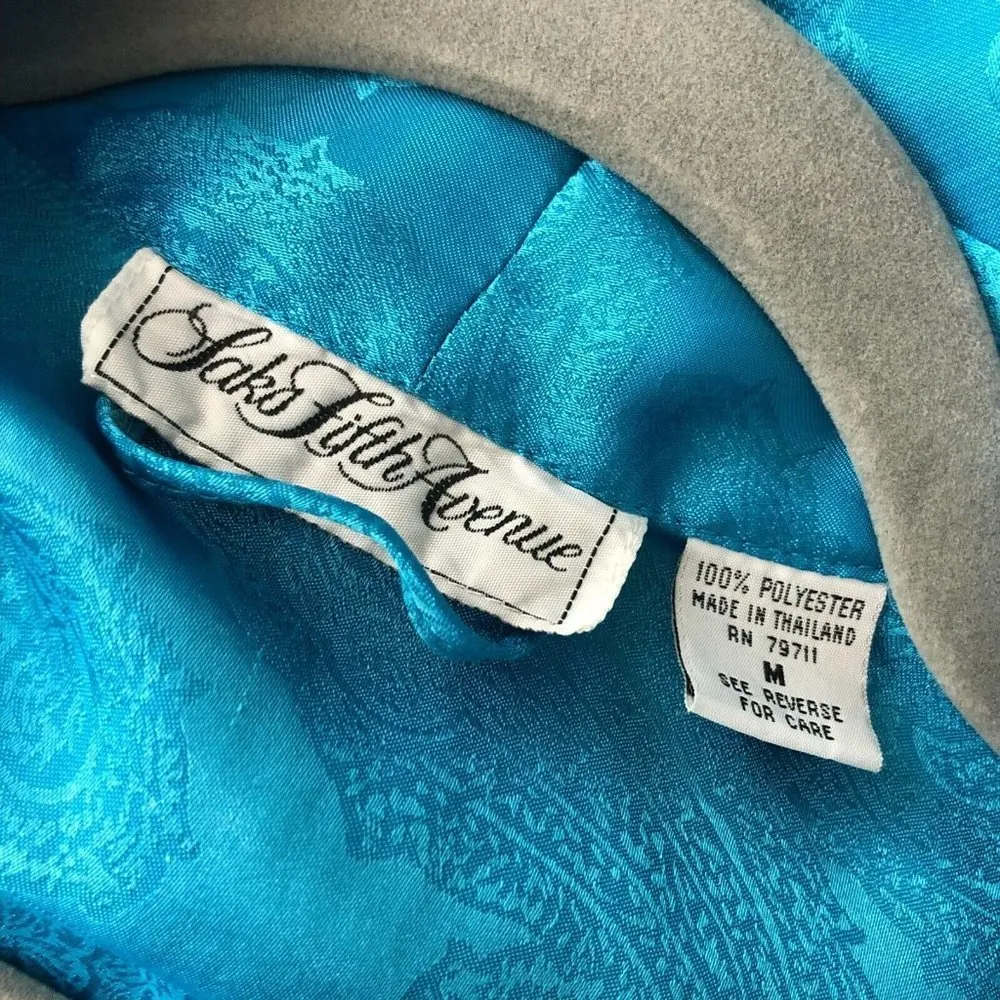 Saks Fifth Avenue
100% POLYESTER
MADE IN THAILAND
RN 79711
M
SEE REVERSE
FOR CARE